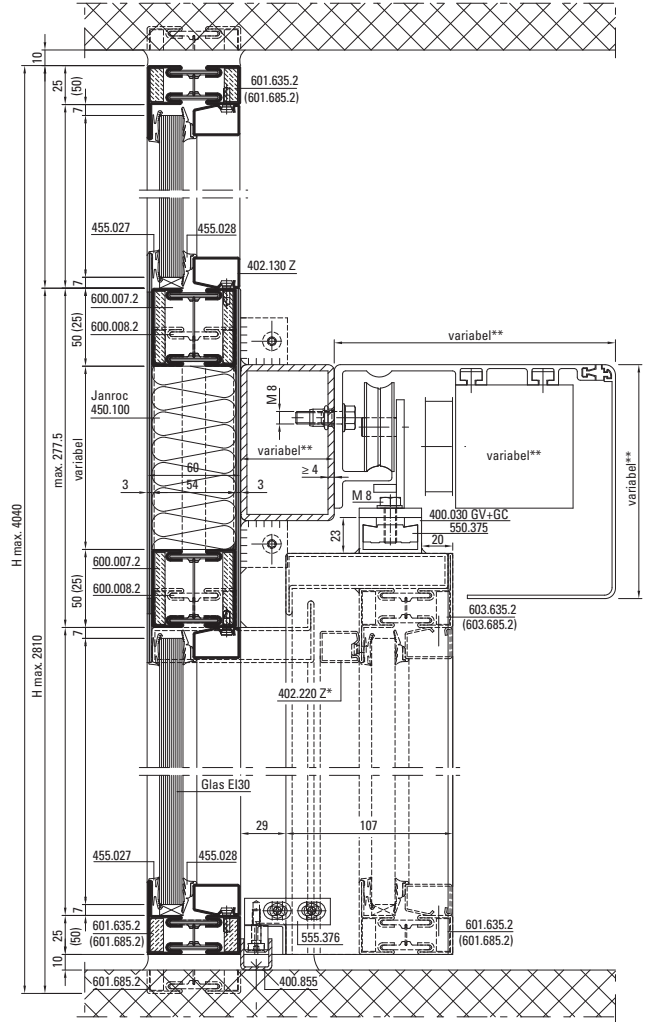 10
25
(50)
7
601.635.2
(601.685.2)
455.027
455.028
402.130 Z
7
600.007.2
600.008.2
50 (25)
variabel**
Janroc
450.100
M 8
variabel**
variabel**
variabel**
60
≥ 4
3
54
3
M 8
max. 277.5
variabel
H max. 4040
400.030 GV+GC
550.375
23
20
600.007.2
600.008.2
50 (25)
603.635.2
(603.685.2)
7
H max. 2810
402.220 Z*
Glas EI30
29
107
455.027
455.028
7
601.635.2
(601.685.2)
25
(50)
555.376
601.635.2
(601.685.2)
10
601.685.2
400.855